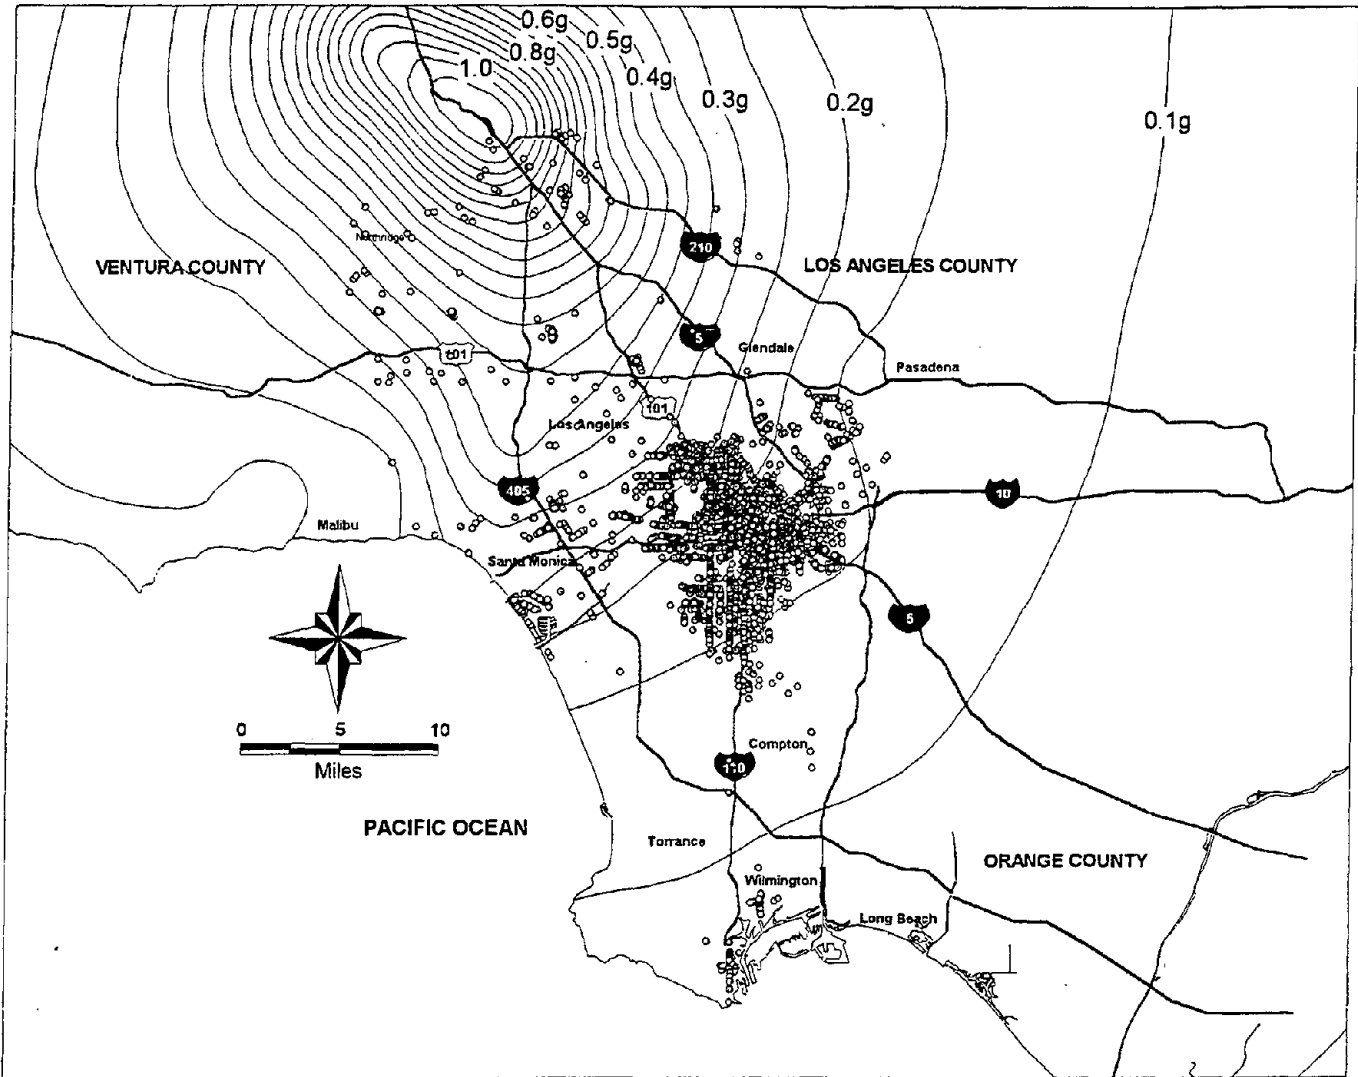 0.6g
0.8g
0.5g
1.0
0.4g
0.3g
0.2g
0.1g
Northridge
VENTURA COUNTY
210
LOS ANGELES COUNTY
5
Glendale
101
Pasadena
101
Los Angeles
405
10
Malibu
Santa Monica
5
0 5 10
Miles
Compton
110
PACIFIC OCEAN
Torrance
ORANGE COUNTY
Wilmington
Long Beach